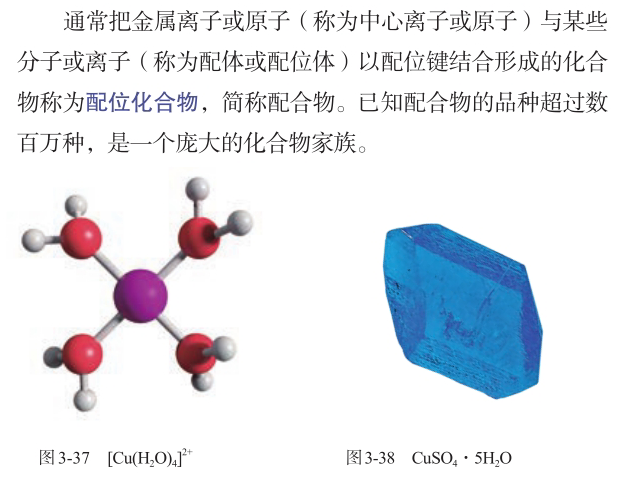 通常把金属离子或原子（称为中心离子或原子）与某些
分子或离子（称为配体或配位体）以配位键结合形成的化合
物称为配位化合物，简称配合物。已知配合物的品种超过数
百万种，是一个庞大的化合物家族。
图3-37 [Cu(H₂O)₄]²⁺
图3-38 CuSO₄·5H₂O